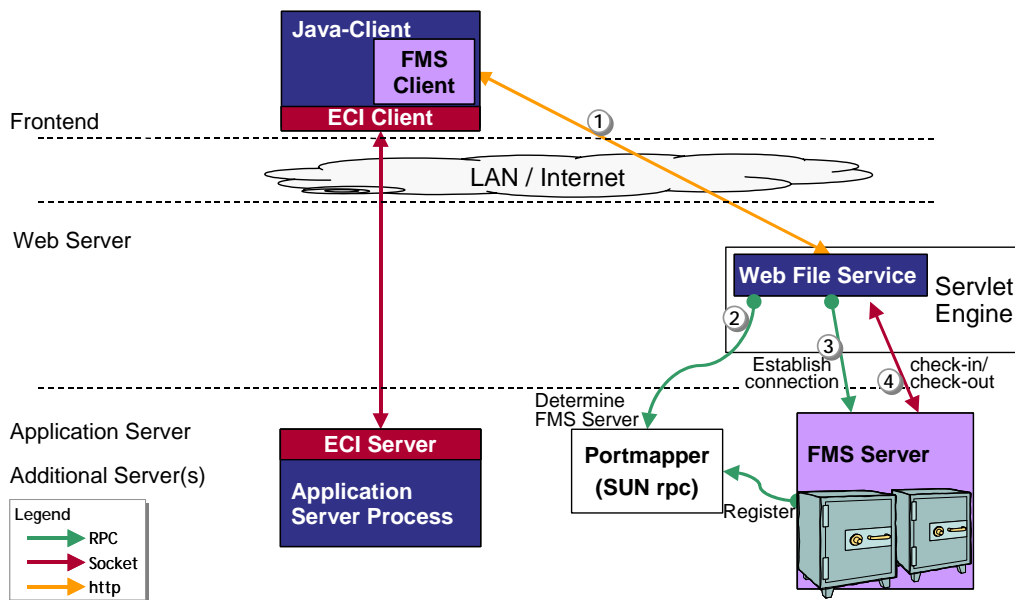 Java-Client
FMS
Client
ECI Client
Frontend
1
LAN / Internet
Web Server
Web File Service
Servlet
Engine
2
3
Establish
connection
4
check-in/
check-out
Determine
FMS Server
Application Server
ECI Server
Portmapper
(SUN rpc)
FMS Server
Additional Server(s)
Application
Server Process
Register
Legend
RPC
Socket
http